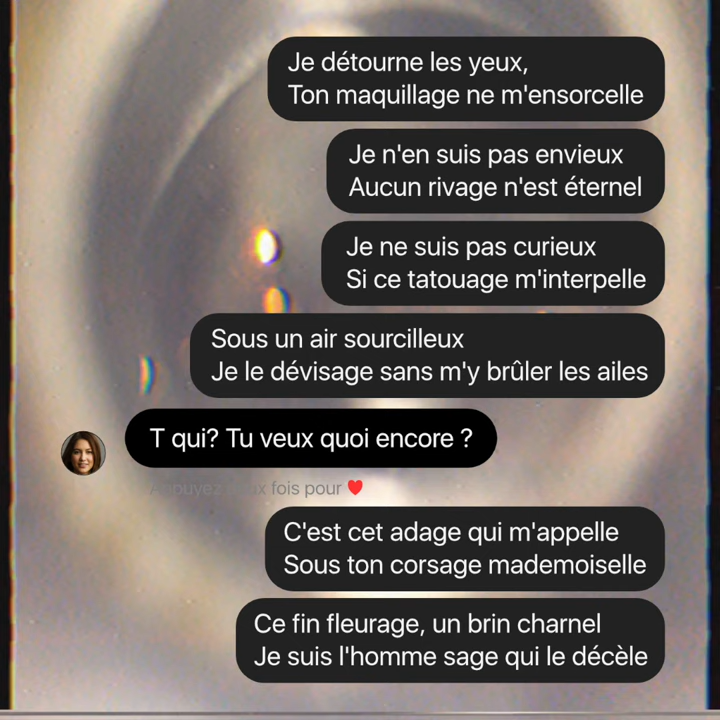 Je détourne les yeux,
Ton maquillage ne m'ensorcelle
Je n'en suis pas envieux
Aucun rivage n'est éternel
Je ne suis pas curieux
Si ce tatouage m'interpelle
Sous un air sourcilleux
Je le dévisage sans m'y brûler les ailes
T qui? Tu veux quoi encore ?
Appuyez deux fois pour ❤️
C'est cet adage qui m'appelle
Sous ton corsage mademoiselle
Ce fin fleurage, un brin charnel
Je suis l'homme sage qui le décèle